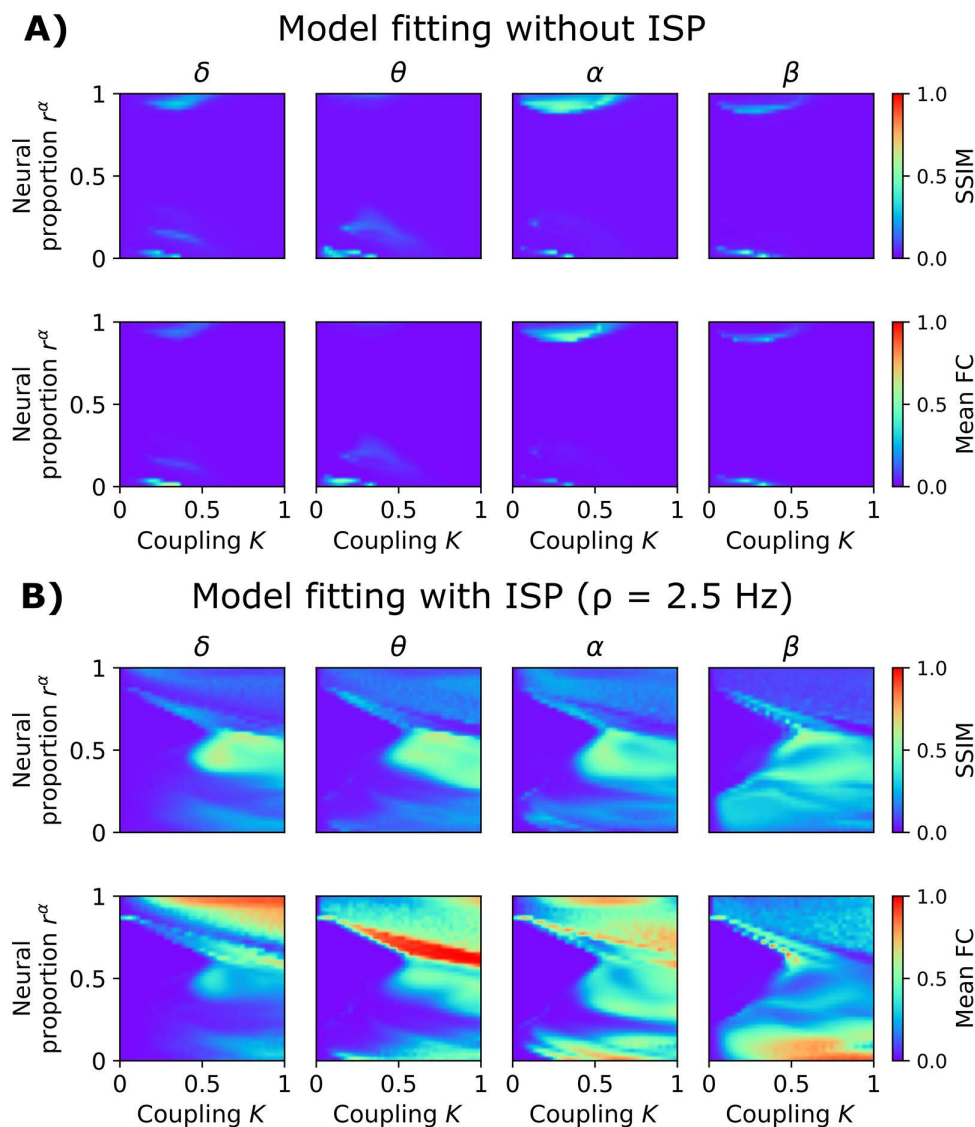 A) Model fitting without ISP
δ θ α β
Neural proportion rα
1
0.5
0
1.0
0.5
0.0
SSIM
Neural proportion rα
1
0.5
0
0 0.5 1 0 0.5 1 0 0.5 1 0 0.5 1
Coupling K Coupling K Coupling K Coupling K
1.0
0.5
0.0
Mean FC
B) Model fitting with ISP (ρ = 2.5 Hz)
δ θ α β
Neural proportion rα
1
0.5
0
1.0
0.5
0.0
SSIM
Neural proportion rα
1
0.5
0
0 0.5 1 0 0.5 1 0 0.5 1 0 0.5 1
Coupling K Coupling K Coupling K Coupling K
1.0
0.5
0.0
Mean FC